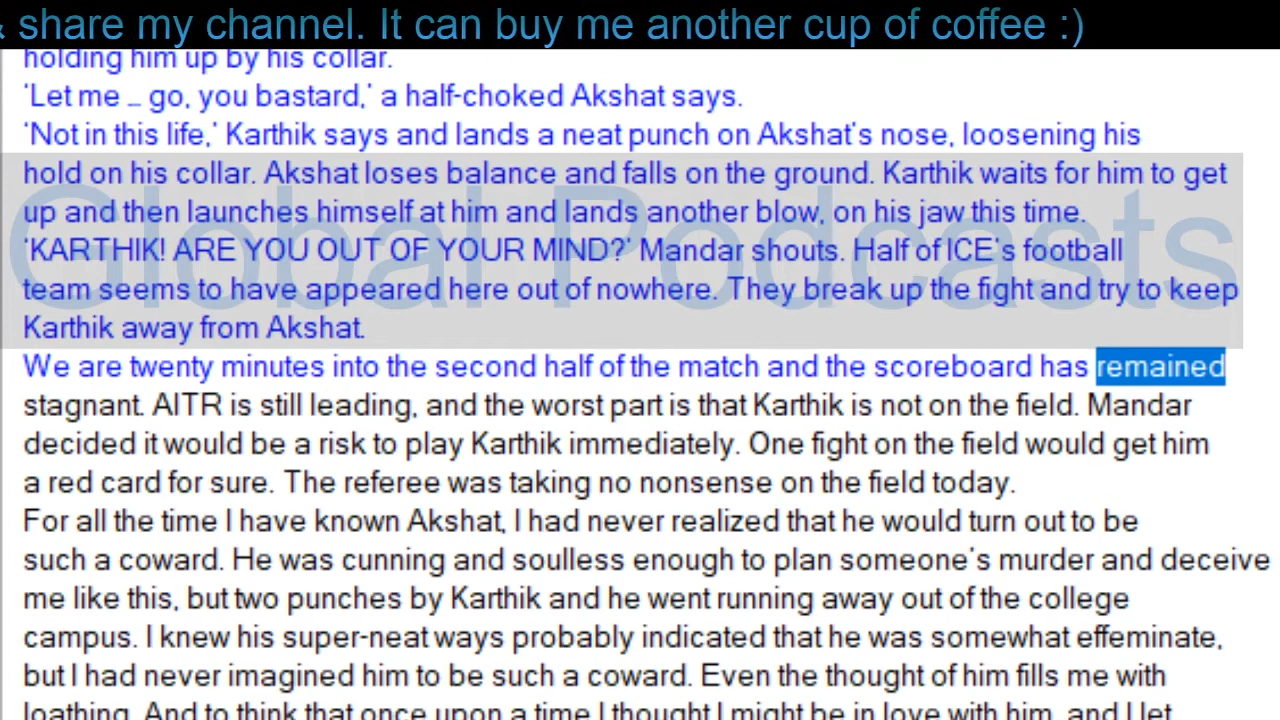 & share my channel. It can buy me another cup of coffee :)
holding him up by his collar.
‘Let me ... go, you bastard,’ a half-choked Akshat says.
‘Not in this life,’ Karthik says and lands a neat punch on Akshat’s nose, loosening his
hold on his collar. Akshat loses balance and falls on the ground. Karthik waits for him to get
up and then launches himself at him and lands another blow, on his jaw this time.
‘KARTHIK! ARE YOU OUT OF YOUR MIND?’ Mandar shouts. Half of ICE’s football
team seems to have appeared here out of nowhere. They break up the fight and try to keep
Karthik away from Akshat.
Global Podcasts
We are twenty minutes into the second half of the match and the scoreboard has remained
stagnant. AITR is still leading, and the worst part is that Karthik is not on the field. Mandar
decided it would be a risk to play Karthik immediately. One fight on the field would get him
a red card for sure. The referee was taking no nonsense on the field today.
For all the time I have known Akshat, I had never realized that he would turn out to be
such a coward. He was cunning and soulless enough to plan someone’s murder and deceive
me like this, but two punches by Karthik and he went running away out of the college
campus. I knew his super-neat ways probably indicated that he was somewhat effeminate,
but I had never imagined him to be such a coward. Even the thought of him fills me with
loathing. And to think that once upon a time I thought I might be in love with him, and I let